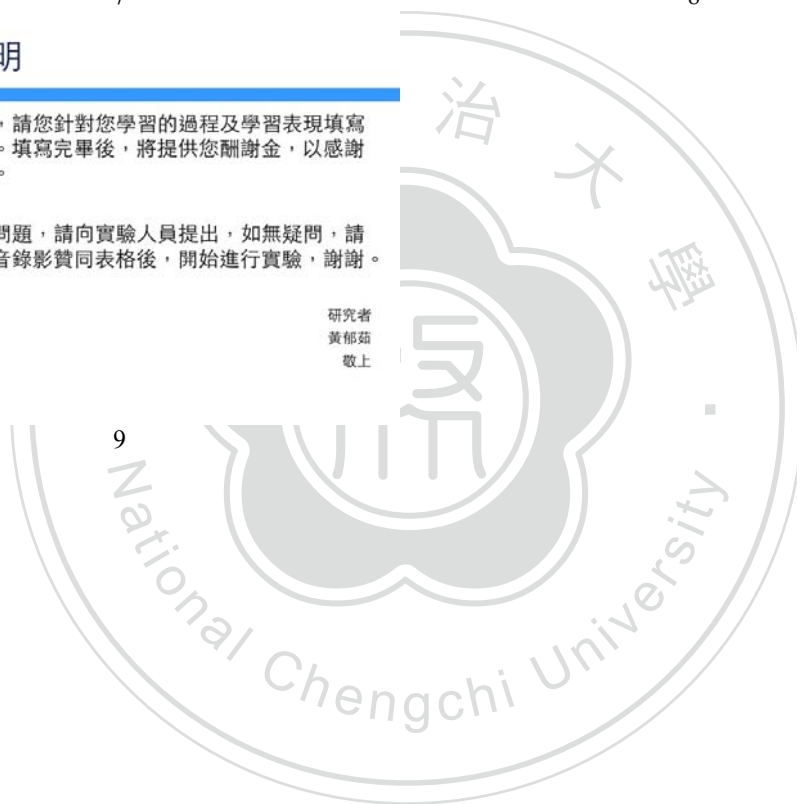 明
，請您針對您學習的過程及學習表現填寫
。填寫完畢後，將提供您酬謝金，以感謝
。
問題，請向實驗人員提出，如無疑問，請
音錄影贊同表格後，開始進行實驗，謝謝。
研究者
黃郁茹
敬上
9
治大學
National Chengchi University